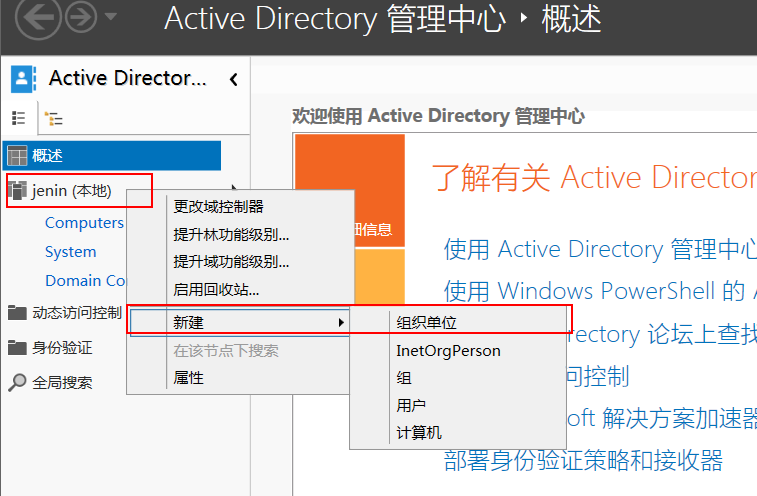 Active Directory 管理中心 ▸ 概述
Active Director...
概述
jenin (本地)
Computers
System
Domain Co
动态访问控制
身份验证
全局搜索
更改域控制器
提升林功能级别...
提升域功能级别...
启用回收站...
新建
在该节点下搜索
属性
组织单位
InetOrgPerson
组
用户
计算机
欢迎使用 Active Directory 管理中心
细信息
了解有关 Active Director
使用 Active Directory 管理中心
使用 Windows PowerShell 的 A
rectory 论坛上查找
问控制
soft 解决方案加速器
部署身份验证策略和接收器